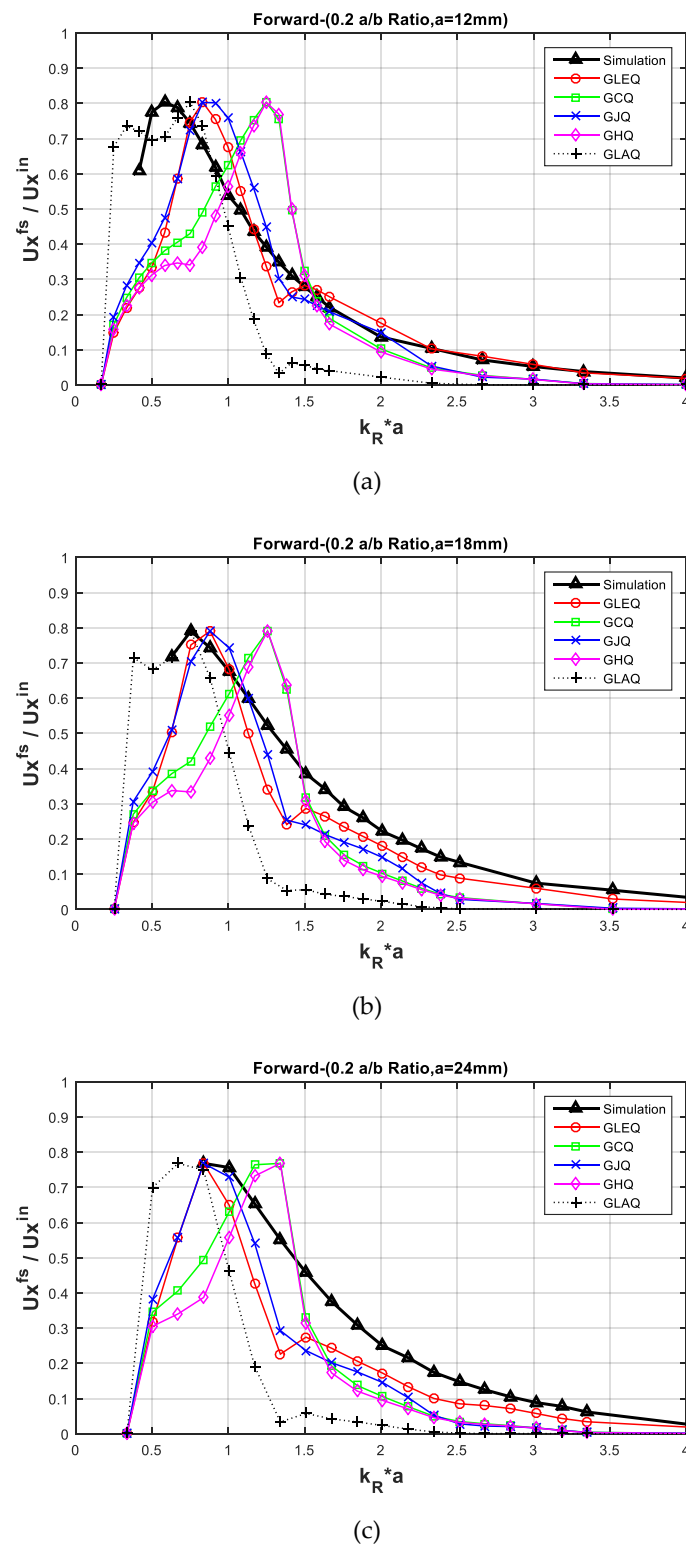 Forward-(0.2 a/b Ratio,a=12mm)
Ux^fs / Ux^in
1
0.9
0.8
0.7
0.6
0.5
0.4
0.3
0.2
0.1
0
Simulation
GLEQ
GCQ
GJQ
GHQ
GLAQ
0 0.5 1 1.5 2 2.5 3 3.5 4
k_R*a
(a)
Forward-(0.2 a/b Ratio,a=18mm)
Ux^fs / Ux^in
1
0.9
0.8
0.7
0.6
0.5
0.4
0.3
0.2
0.1
0
Simulation
GLEQ
GCQ
GJQ
GHQ
GLAQ
0 0.5 1 1.5 2 2.5 3 3.5 4
k_R*a
(b)
Forward-(0.2 a/b Ratio,a=24mm)
Ux^fs / Ux^in
1
0.9
0.8
0.7
0.6
0.5
0.4
0.3
0.2
0.1
0
Simulation
GLEQ
GCQ
GJQ
GHQ
GLAQ
0 0.5 1 1.5 2 2.5 3 3.5 4
k_R*a
(c)